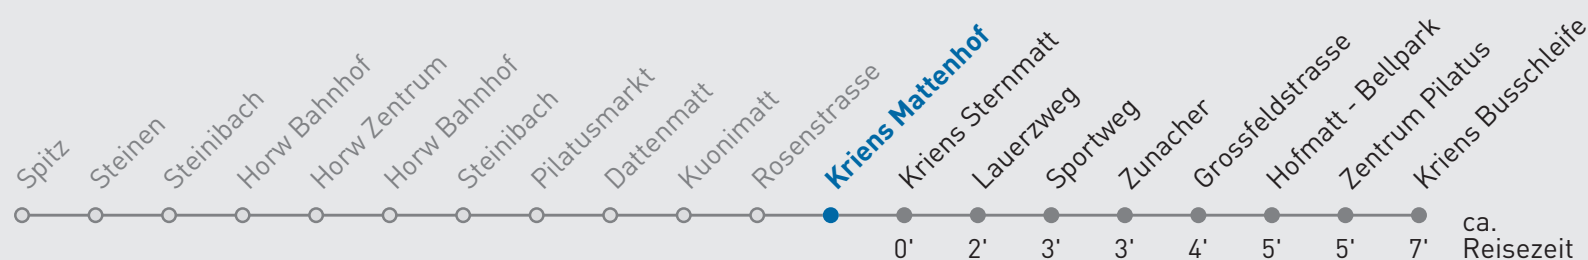 Spitz
Steinen
Steinibach
Horw Bahnhof
Horw Zentrum
Horw Bahnhof
Steinibach
Pilatusmarkt
Dattenmatt
Kuonimatt
Rosenstrasse
Kriens Mattenhof
Kriens Sternmatt
Lauerzweg
Sportweg
Zunacher
Grossfeldstrasse
Hofmatt - Bellpark
Zentrum Pilatus
Kriens Busschleife
0' 2' 3' 3' 4' 5' 5' 7'
ca.
Reisezeit